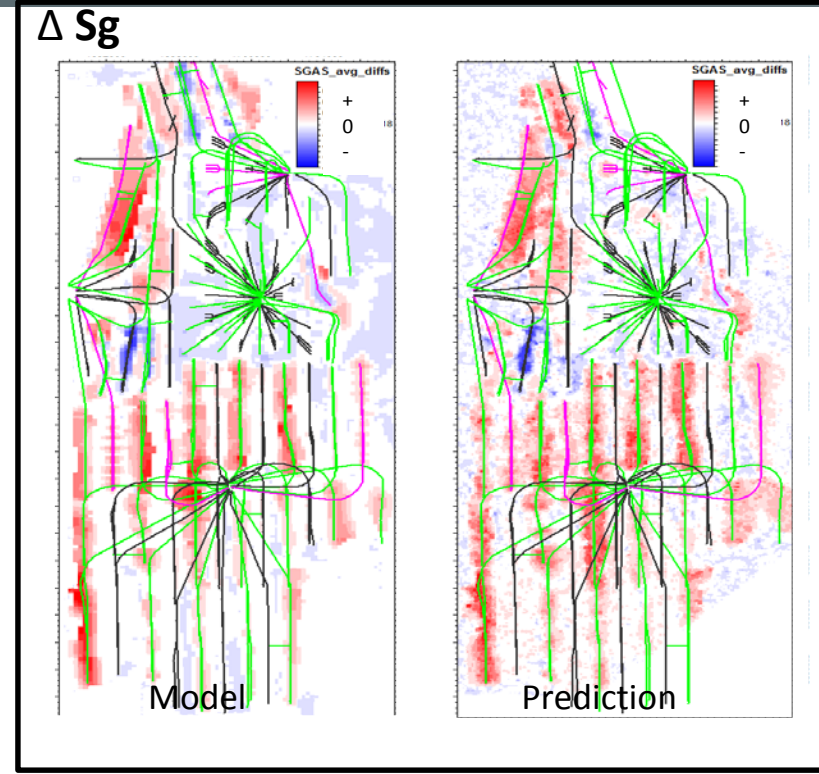 Δ Sg
SGAS_avg_diffs
+
0
-
18
SGAS_avg_diffs
+
0
-
18
Model
Prediction